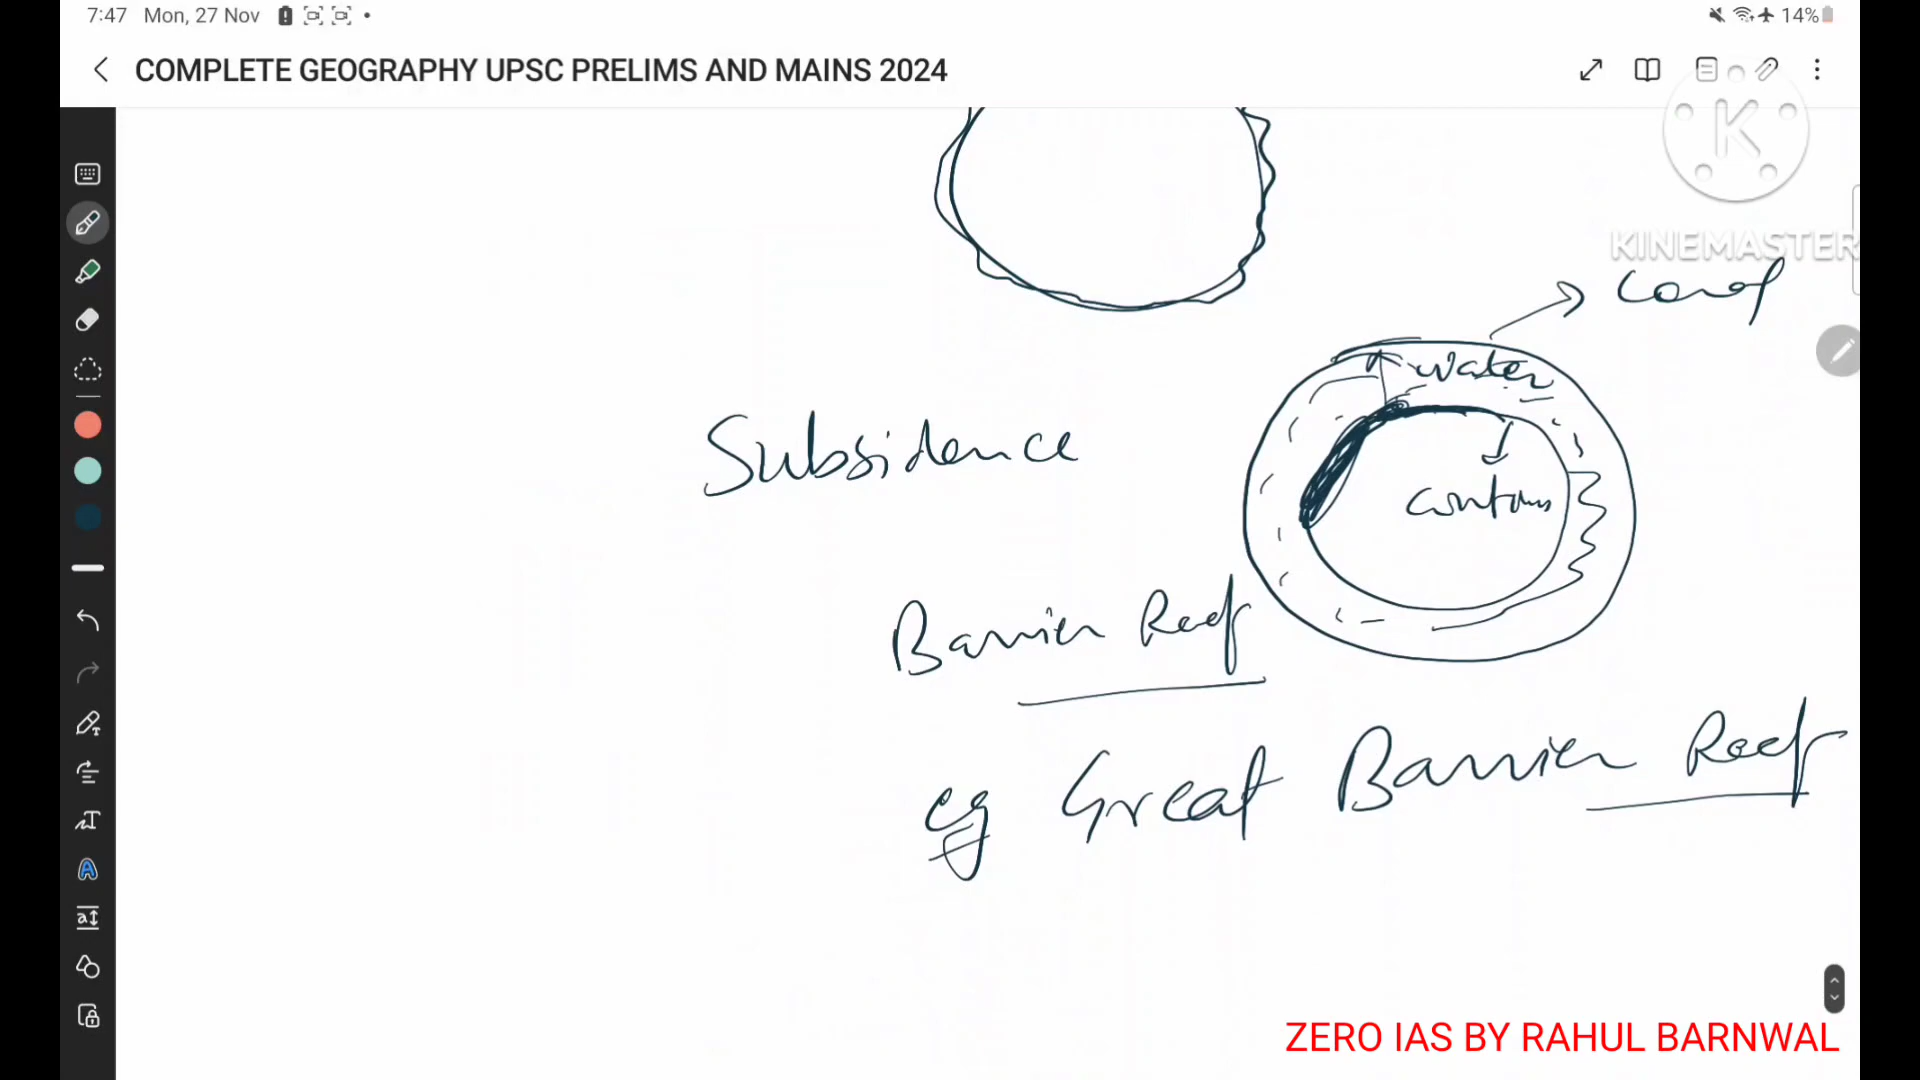 7:47 Mon, 27 Nov
14%
COMPLETE GEOGRAPHY UPSC PRELIMS AND MAINS 2024
K
KINEMASTER
Coral
water
Subsidence
Barrier Reef
eg Great Barrier Reef
ZERO IAS BY RAHUL BARNWAL